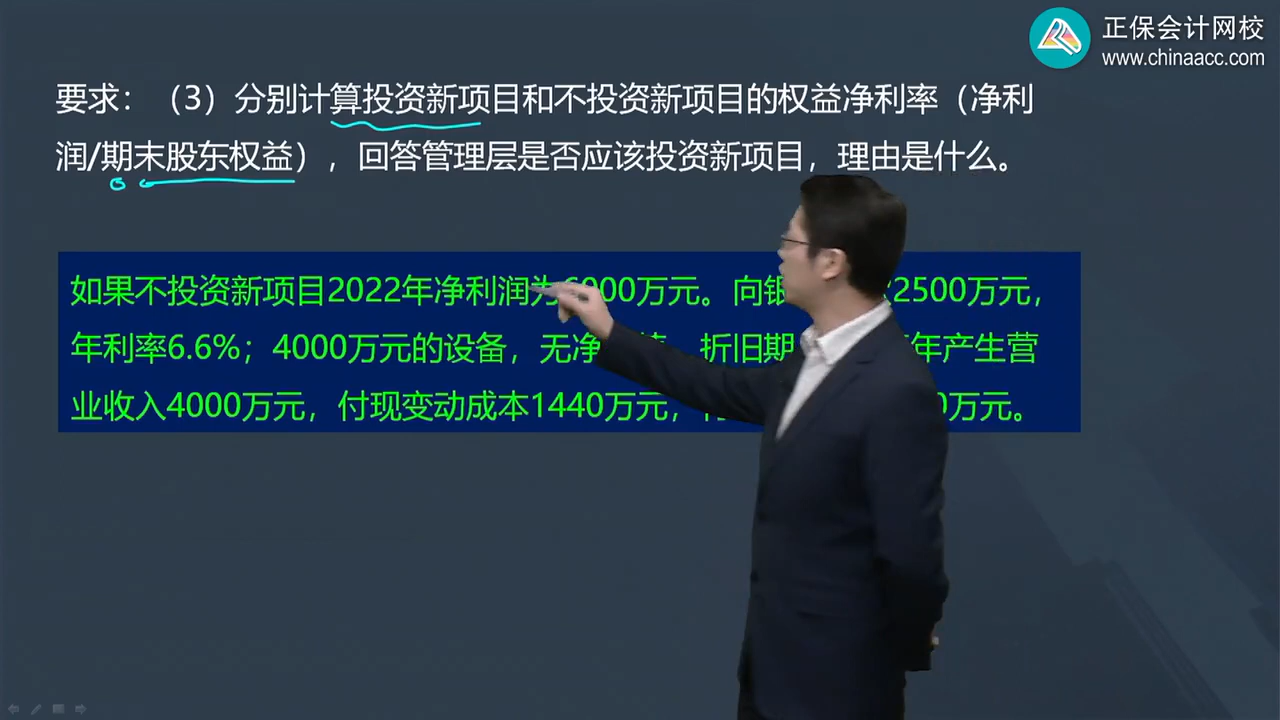 正保会计网校
www.chinaacc.com
要求：（3）分别计算投资新项目和不投资新项目的权益净利率（净利
润/期末股东权益），回答管理层是否应该投资新项目，理由是什么。
如果不投资新项目2022年净利润为6000万元。向银 2500万元，
年利率6.6%；4000万元的设备，无净 折旧期 年产生营
业收入4000万元，付现变动成本1440万元， 0万元。